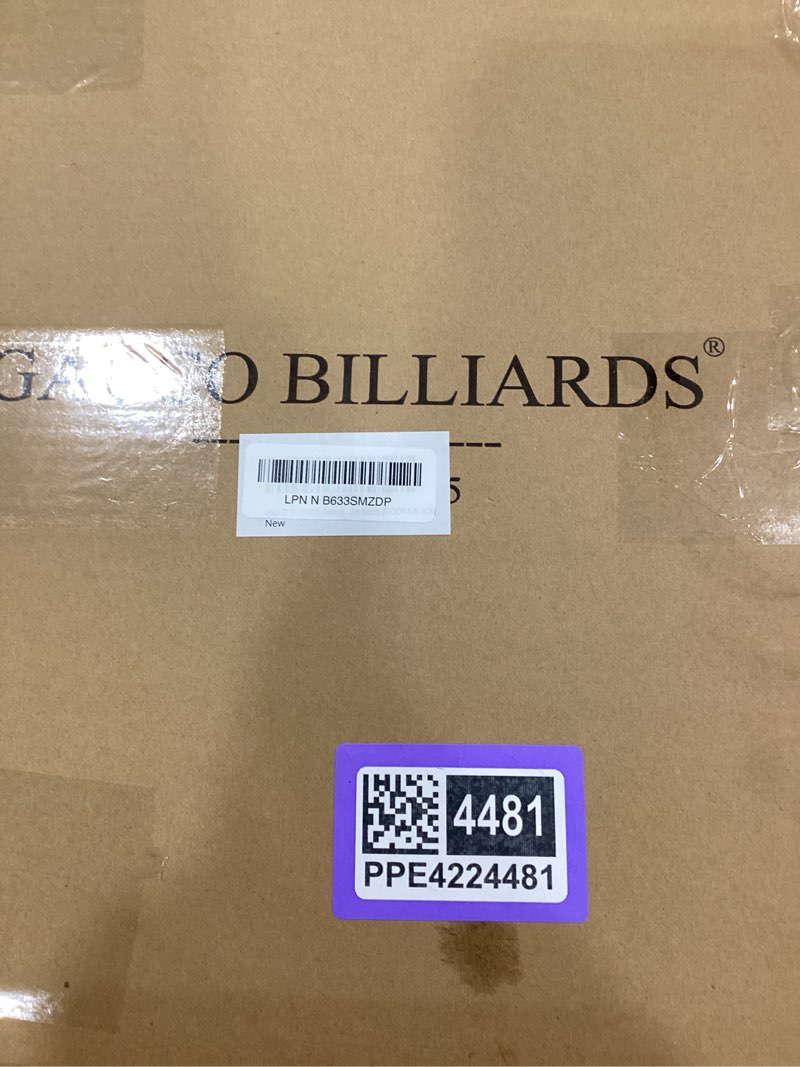 BILLIARDS®
LPN N B633SMZDP
New
4481
PPE4224481